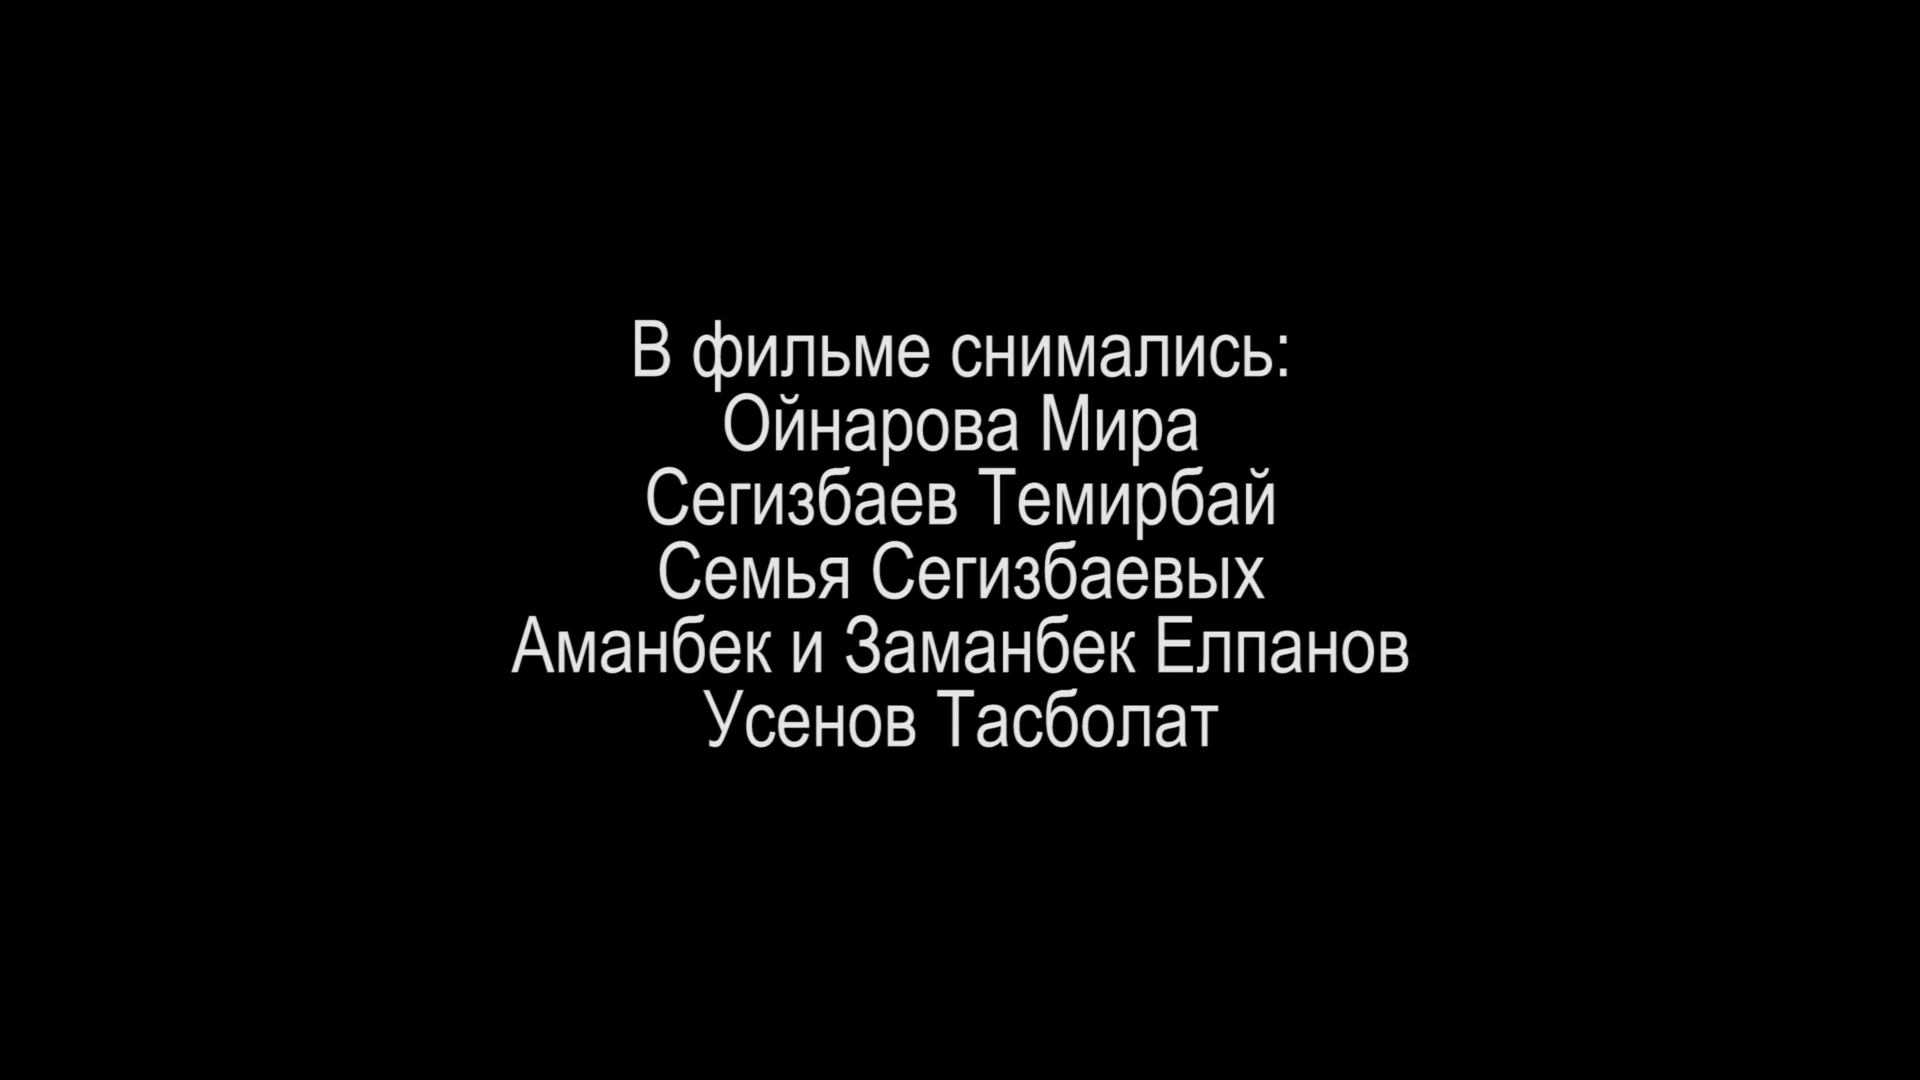 В фильме снимались:
Ойнарова Мира
Сегизбаев Темирбай
Семья Сегизбаевых
Аманбек и Заманбек Елпанов
Усенов Тасболат